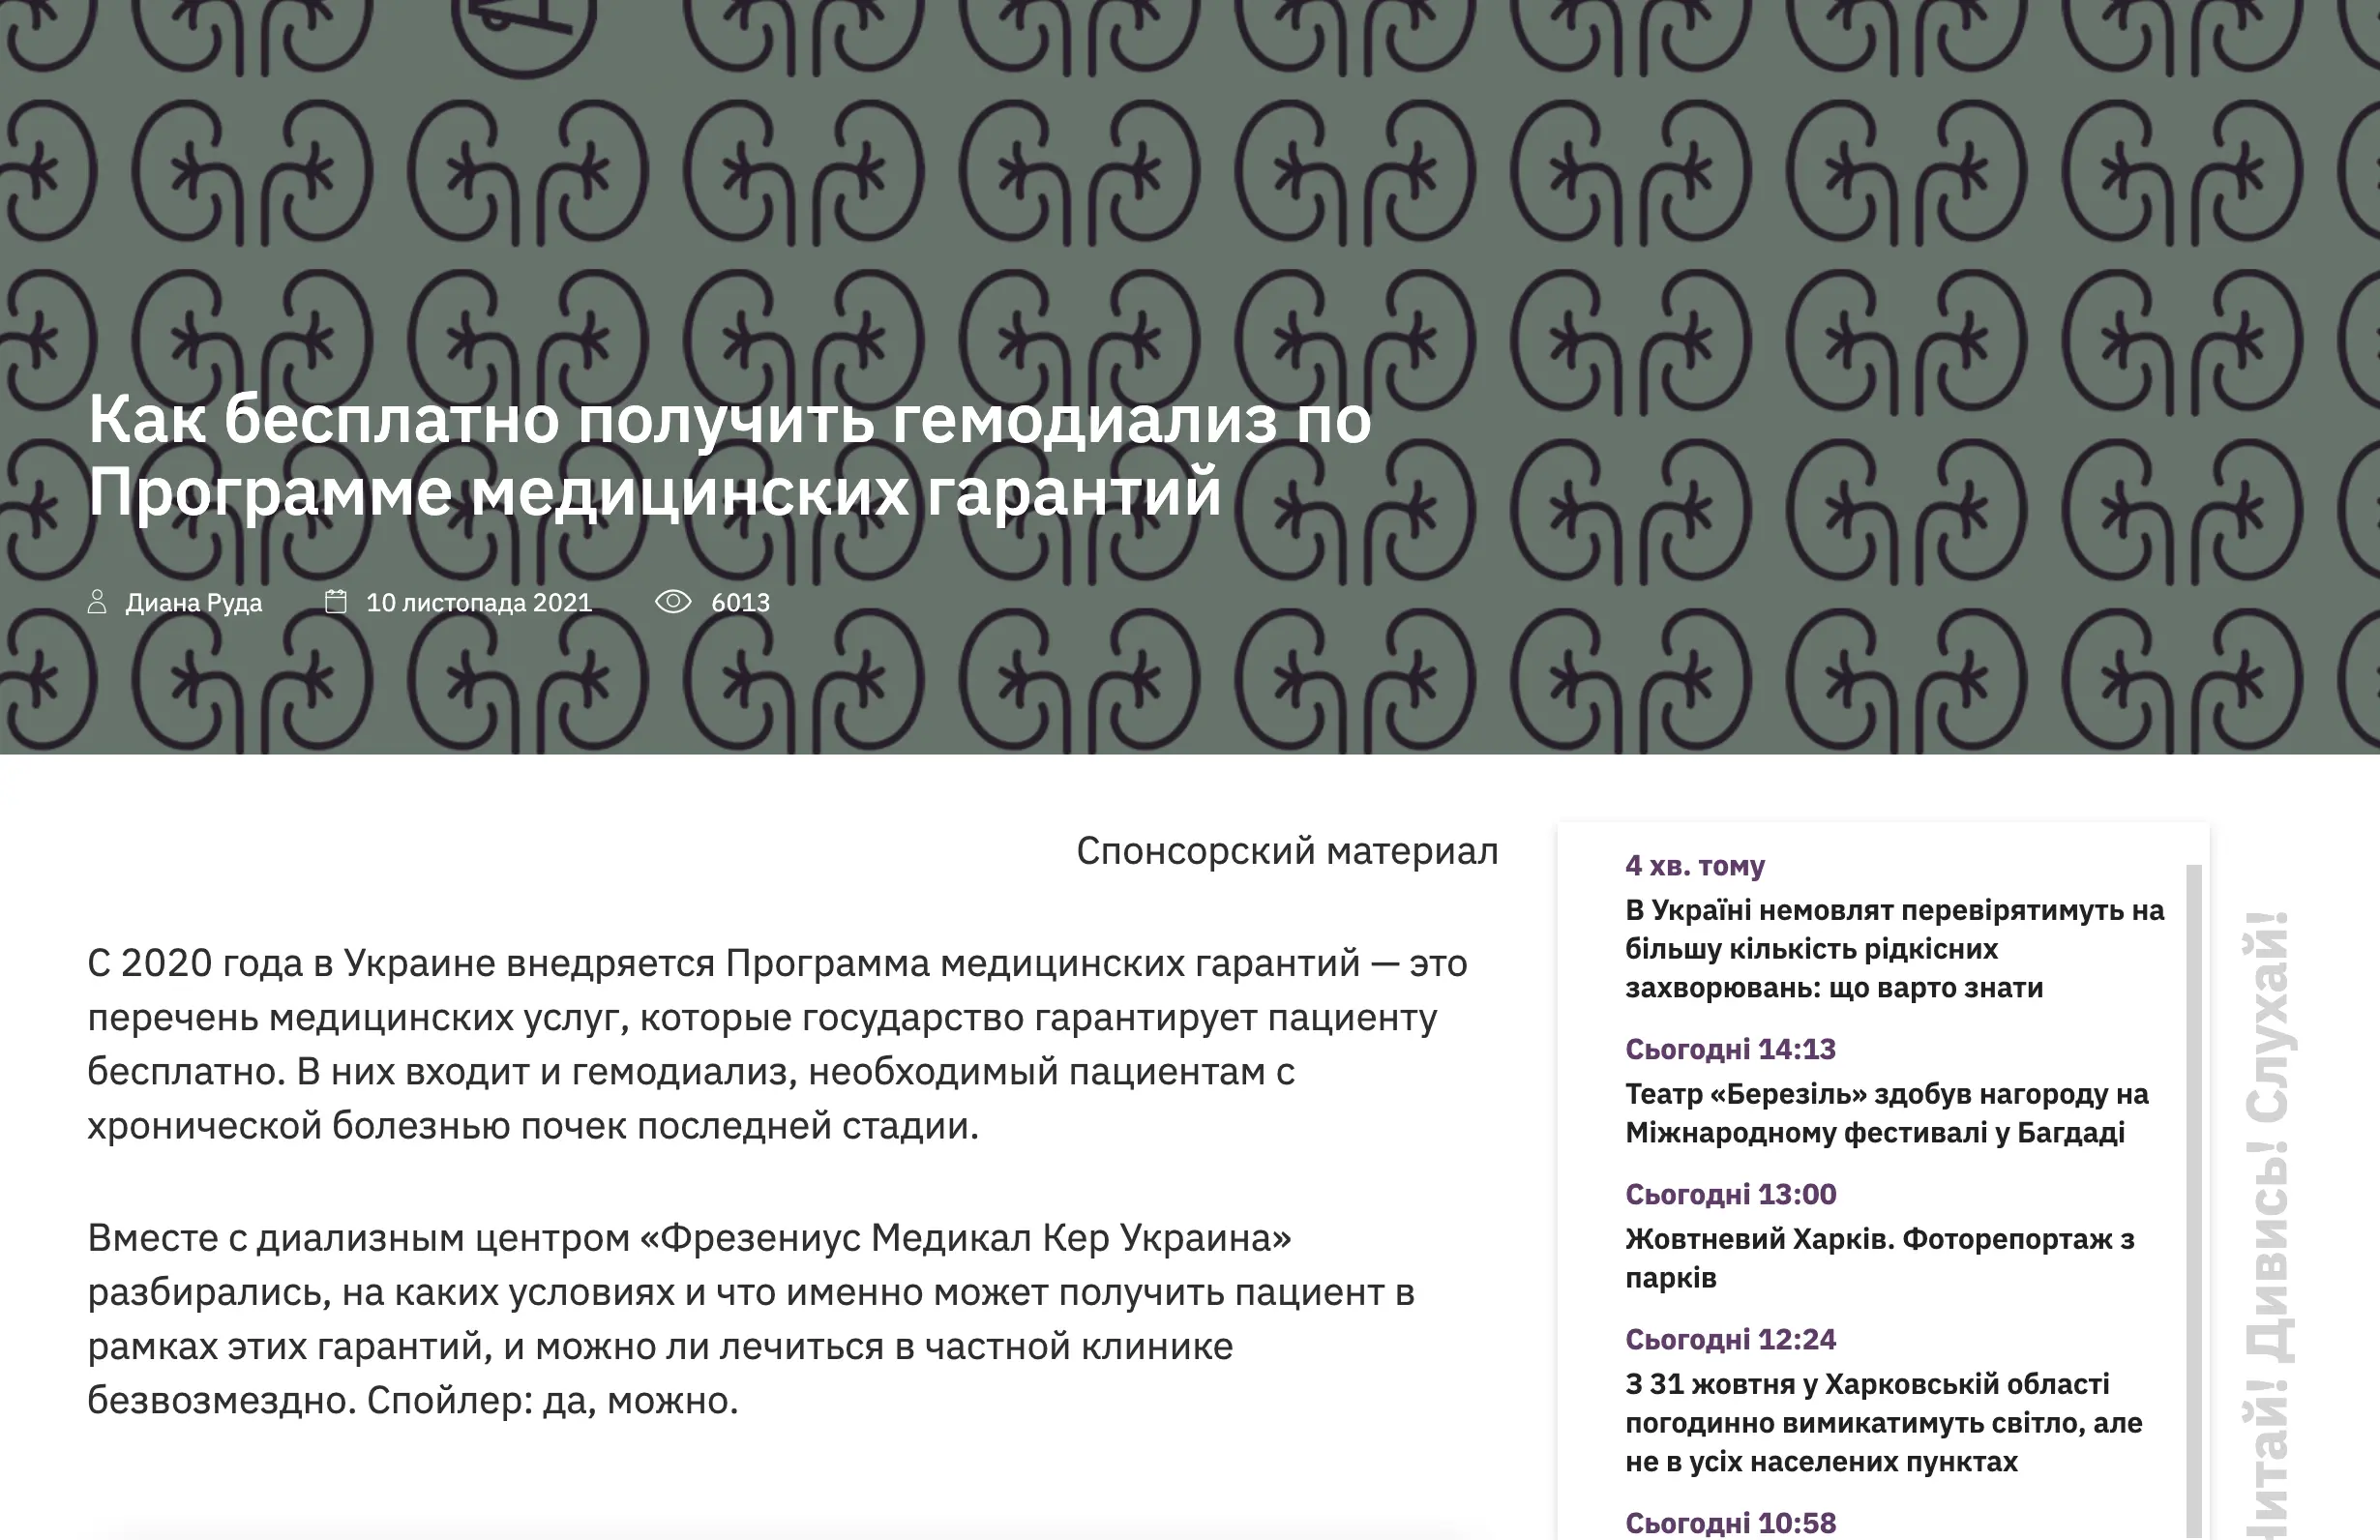 Как бесплатно получить гемодиализ по
Программе медицинских гарантий
Диана Руда 10 листопада 2021 6013
Спонсорский материал
С 2020 года в Украине внедряется Программа медицинских гарантий — это
перечень медицинских услуг, которые государство гарантирует пациенту
бесплатно. В них входит и гемодиализ, необходимый пациентам с
хронической болезнью почек последней стадии.
Вместе с диализным центром «Фрезениус Медикал Кер Украина»
разбирались, на каких условиях и что именно может получить пациент в
рамках этих гарантий, и можно ли лечиться в частной клинике
безвозмездно. Спойлер: да, можно.
4 хв. тому
В Україні немовлят перевірятимуть на
більшу кількість рідкісних
захворювань: що варто знати
Сьогодні 14:13
Театр «Березіль» здобув нагороду на
Міжнародному фестивалі у Багдаді
Сьогодні 13:00
Жовтневий Харків. Фоторепортаж з
парків
Сьогодні 12:24
З 31 жовтня у Харковській області
погодинно вимикатимуть світло, але
не в усіх населених пунктах
Сьогодні 10:58
Дивись! Слухай!